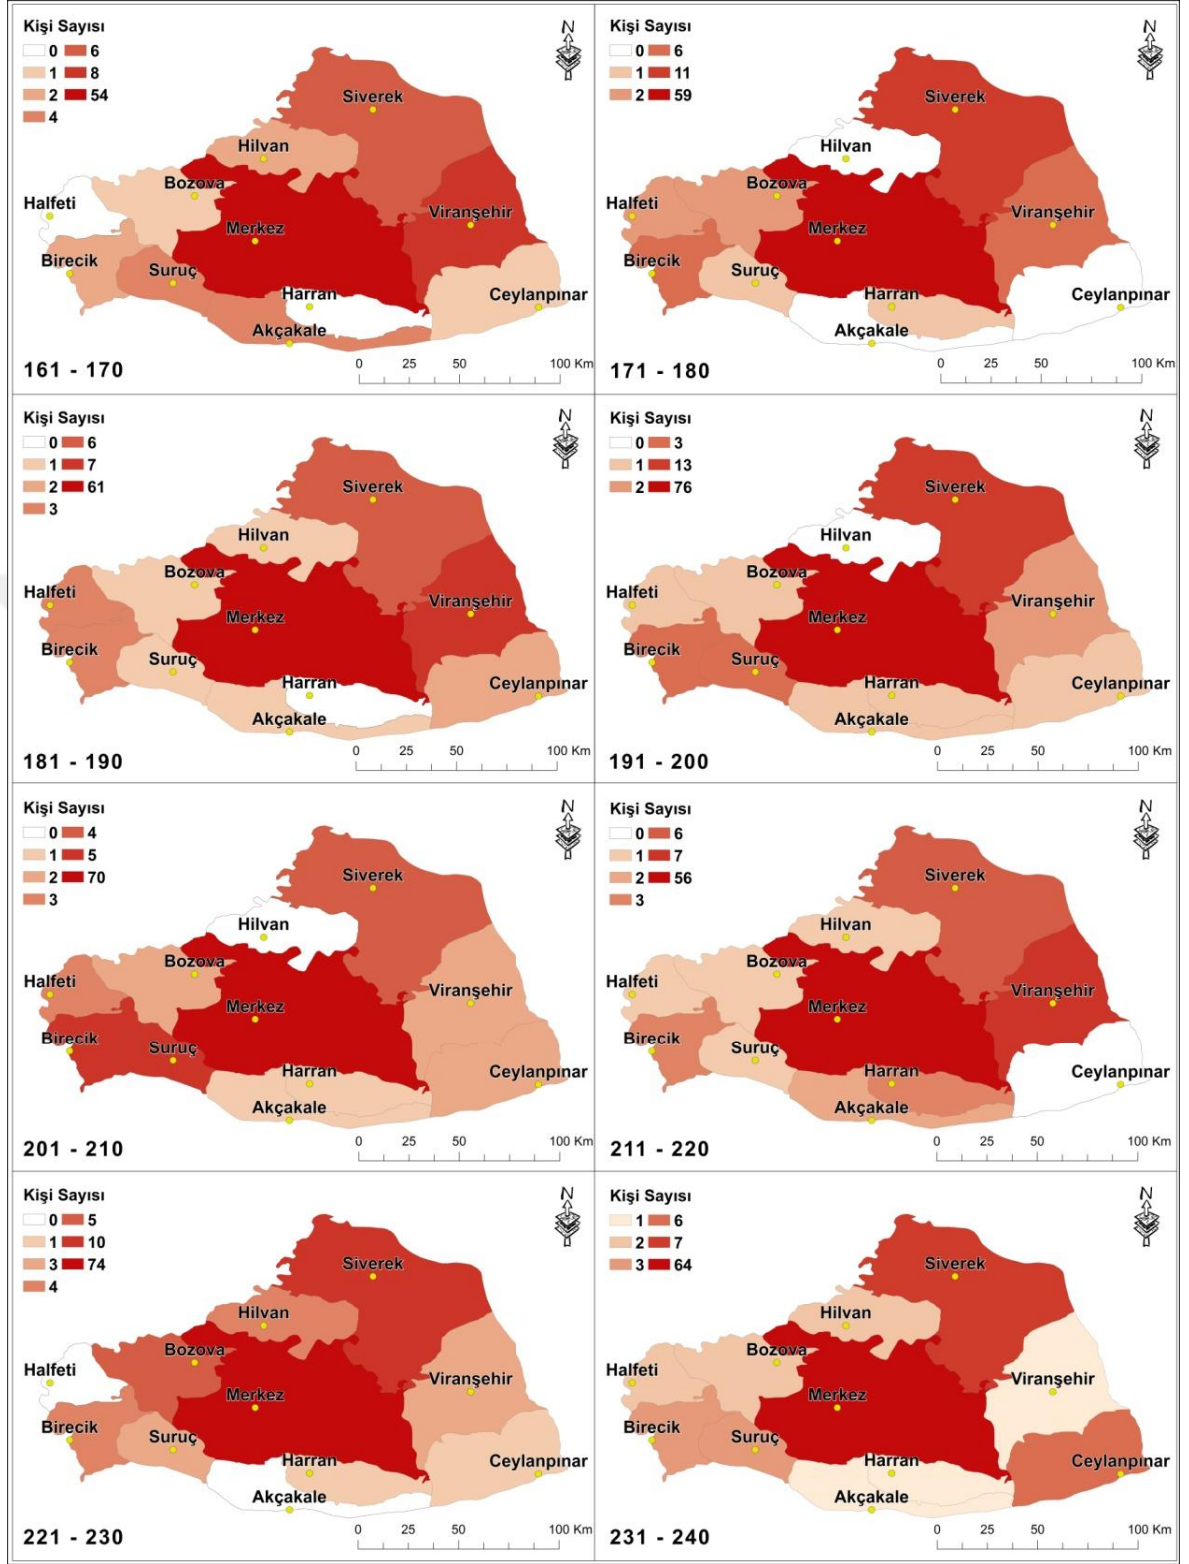 Kişi Sayısı
0 6
1 8
2 54
4
N
Siverek
Hilvan
Bozova
Halfeti
Viranşehir
Merkez
Birecik
Suruç
Harran
Ceylanpınar
Akçakale
161 - 170
0 25 50 100 Km
Kişi Sayısı
0 6
1 11
2 59
N
Siverek
Hilvan
Bozova
Halfeti
Viranşehir
Merkez
Birecik
Suruç
Harran
Ceylanpınar
Akçakale
171 - 180
0 25 50 100 Km
Kişi Sayısı
0 6
1 7
2 61
3
N
Siverek
Hilvan
Bozova
Halfeti
Viranşehir
Merkez
Birecik
Suruç
Harran
Ceylanpınar
Akçakale
181 - 190
0 25 50 100 Km
Kişi Sayısı
0 3
1 13
2 76
N
Siverek
Hilvan
Bozova
Halfeti
Viranşehir
Merkez
Birecik
Suruç
Harran
Ceylanpınar
Akçakale
191 - 200
0 25 50 100 Km
Kişi Sayısı
0 4
1 5
2 70
3
N
Siverek
Hilvan
Bozova
Halfeti
Viranşehir
Merkez
Birecik
Suruç
Harran
Ceylanpınar
Akçakale
201 - 210
0 25 50 100 Km
Kişi Sayısı
0 6
1 7
2 56
3
N
Siverek
Hilvan
Bozova
Halfeti
Viranşehir
Merkez
Birecik
Suruç
Harran
Ceylanpınar
Akçakale
211 - 220
0 25 50 100 Km
Kişi Sayısı
0 5
1 10
3 74
4
N
Siverek
Hilvan
Bozova
Halfeti
Viranşehir
Merkez
Birecik
Suruç
Harran
Ceylanpınar
Akçakale
221 - 230
0 25 50 100 Km
Kişi Sayısı
1 6
2 7
3 64
N
Siverek
Hilvan
Bozova
Halfeti
Viranşehir
Merkez
Birecik
Suruç
Harran
Ceylanpınar
Akçakale
231 - 240
0 25 50 100 Km